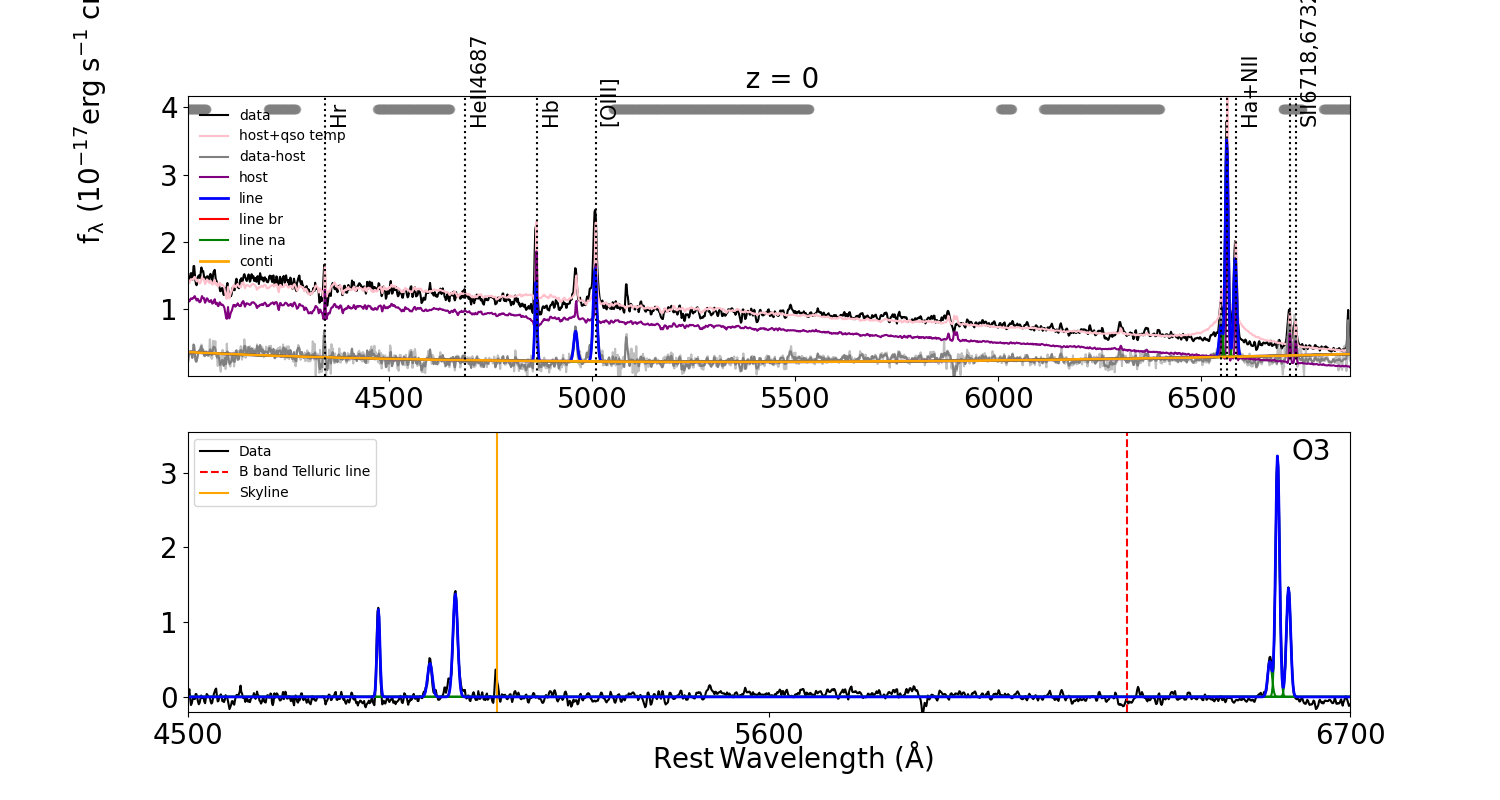 z = 0
f_λ (10^−17 erg s^−1
4
3
2
1
data
host+qso temp
data-host
host
line
line br
line na
conti
Hr
HeII4687
Hb
[OIII]
Ha+NII
SII6718,6732
4500
5000
5500
6000
6500
3
2
1
0
Data
B band Telluric line
Skyline
O3
4500
5600
6700
Rest Wavelength (Å)